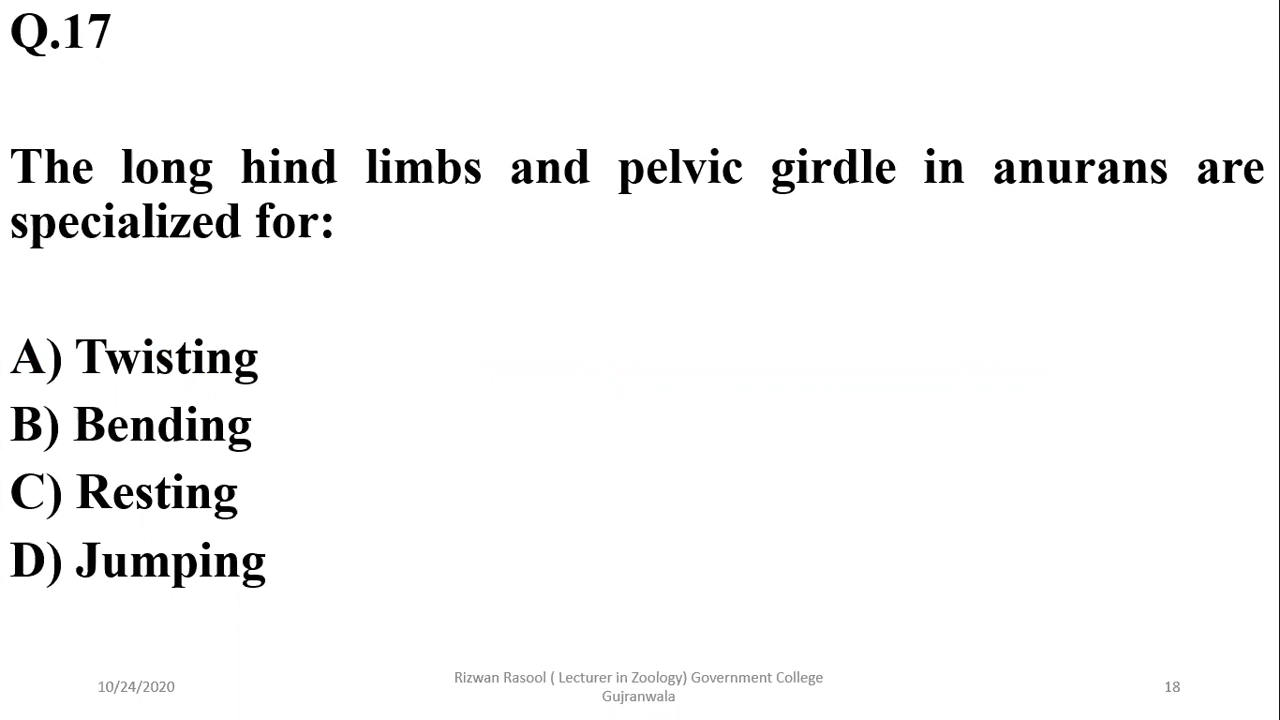 Q.17
The long hind limbs and pelvic girdle in anurans are
specialized for:
A) Twisting
B) Bending
C) Resting
D) Jumping
10/24/2020
Rizwan Rasool ( Lecturer in Zoology) Government College
Gujranwala
18